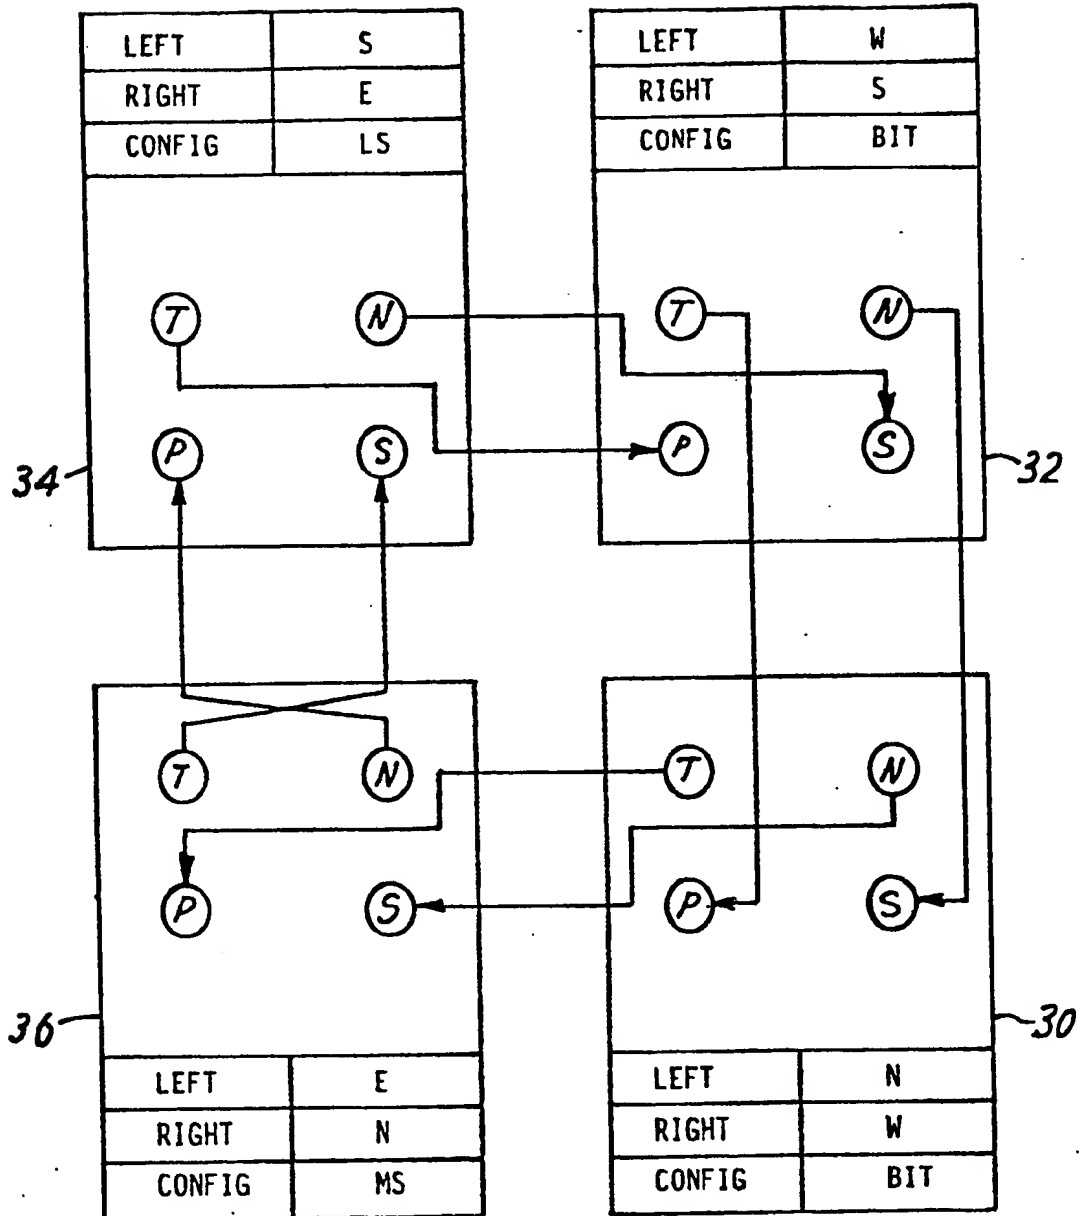 LEFT S
RIGHT E
CONFIG LS
LEFT W
RIGHT S
CONFIG BIT
T N
P S
34
T N
P S
32
T N
P S
36
T N
P S
30
LEFT E
RIGHT N
CONFIG MS
LEFT N
RIGHT W
CONFIG BIT